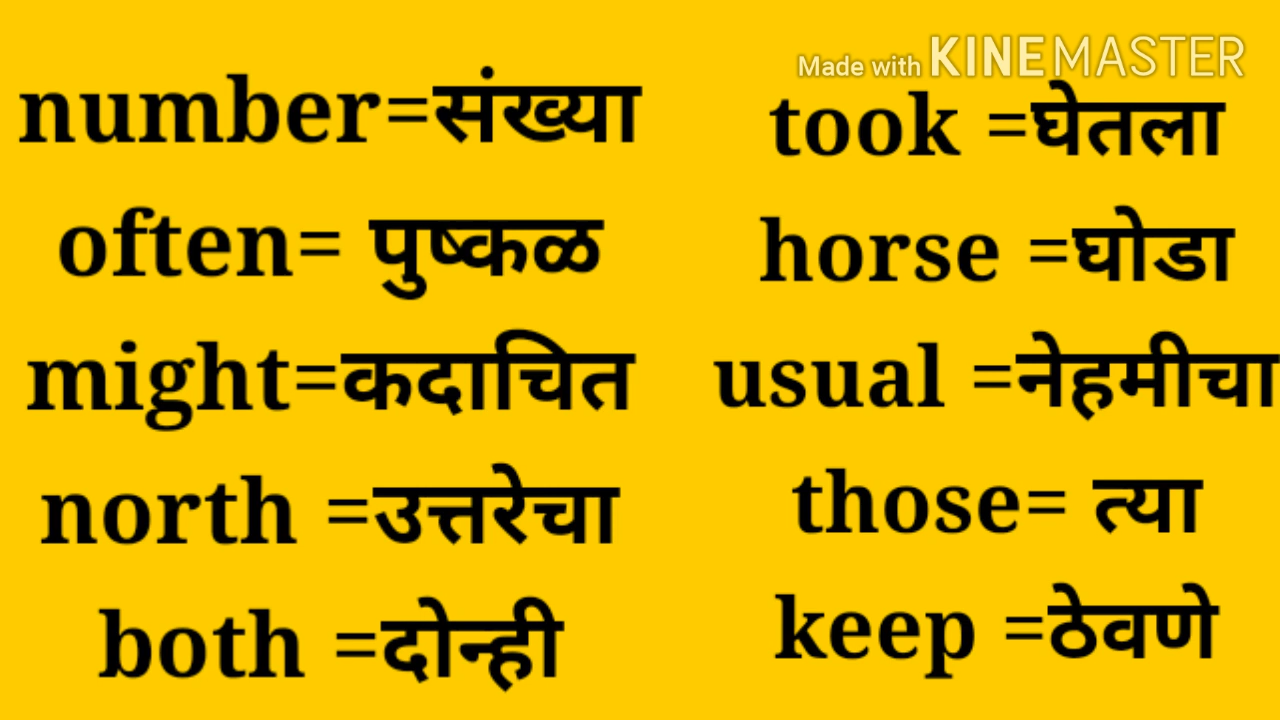 Made with KINEMASTER
number=संख्या
often= पुष्कळ
might=कदाचित
north =उत्तरेचा
both =दोन्ही
took =घेतला
horse =घोडा
usual =नेहमीचा
those= त्या
keep =ठेवणे